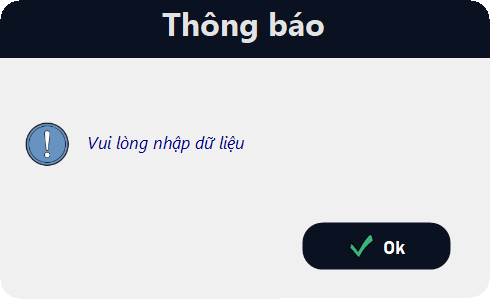 Thông báo
Vui lòng nhập dữ liệu
Ok